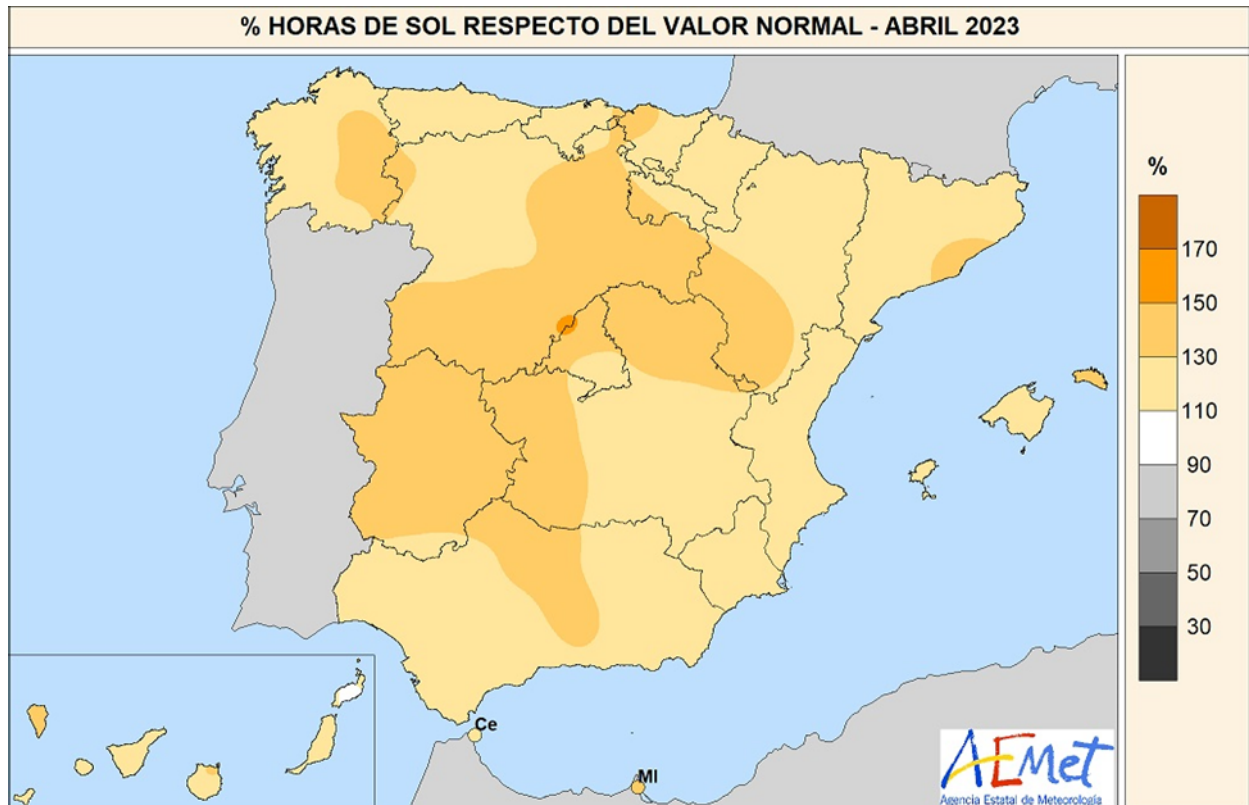 % HORAS DE SOL RESPECTO DEL VALOR NORMAL - ABRIL 2023
%
170
150
130
110
90
70
50
30
Ce
Ml
AEMet
Agencia Estatal de Meteorología